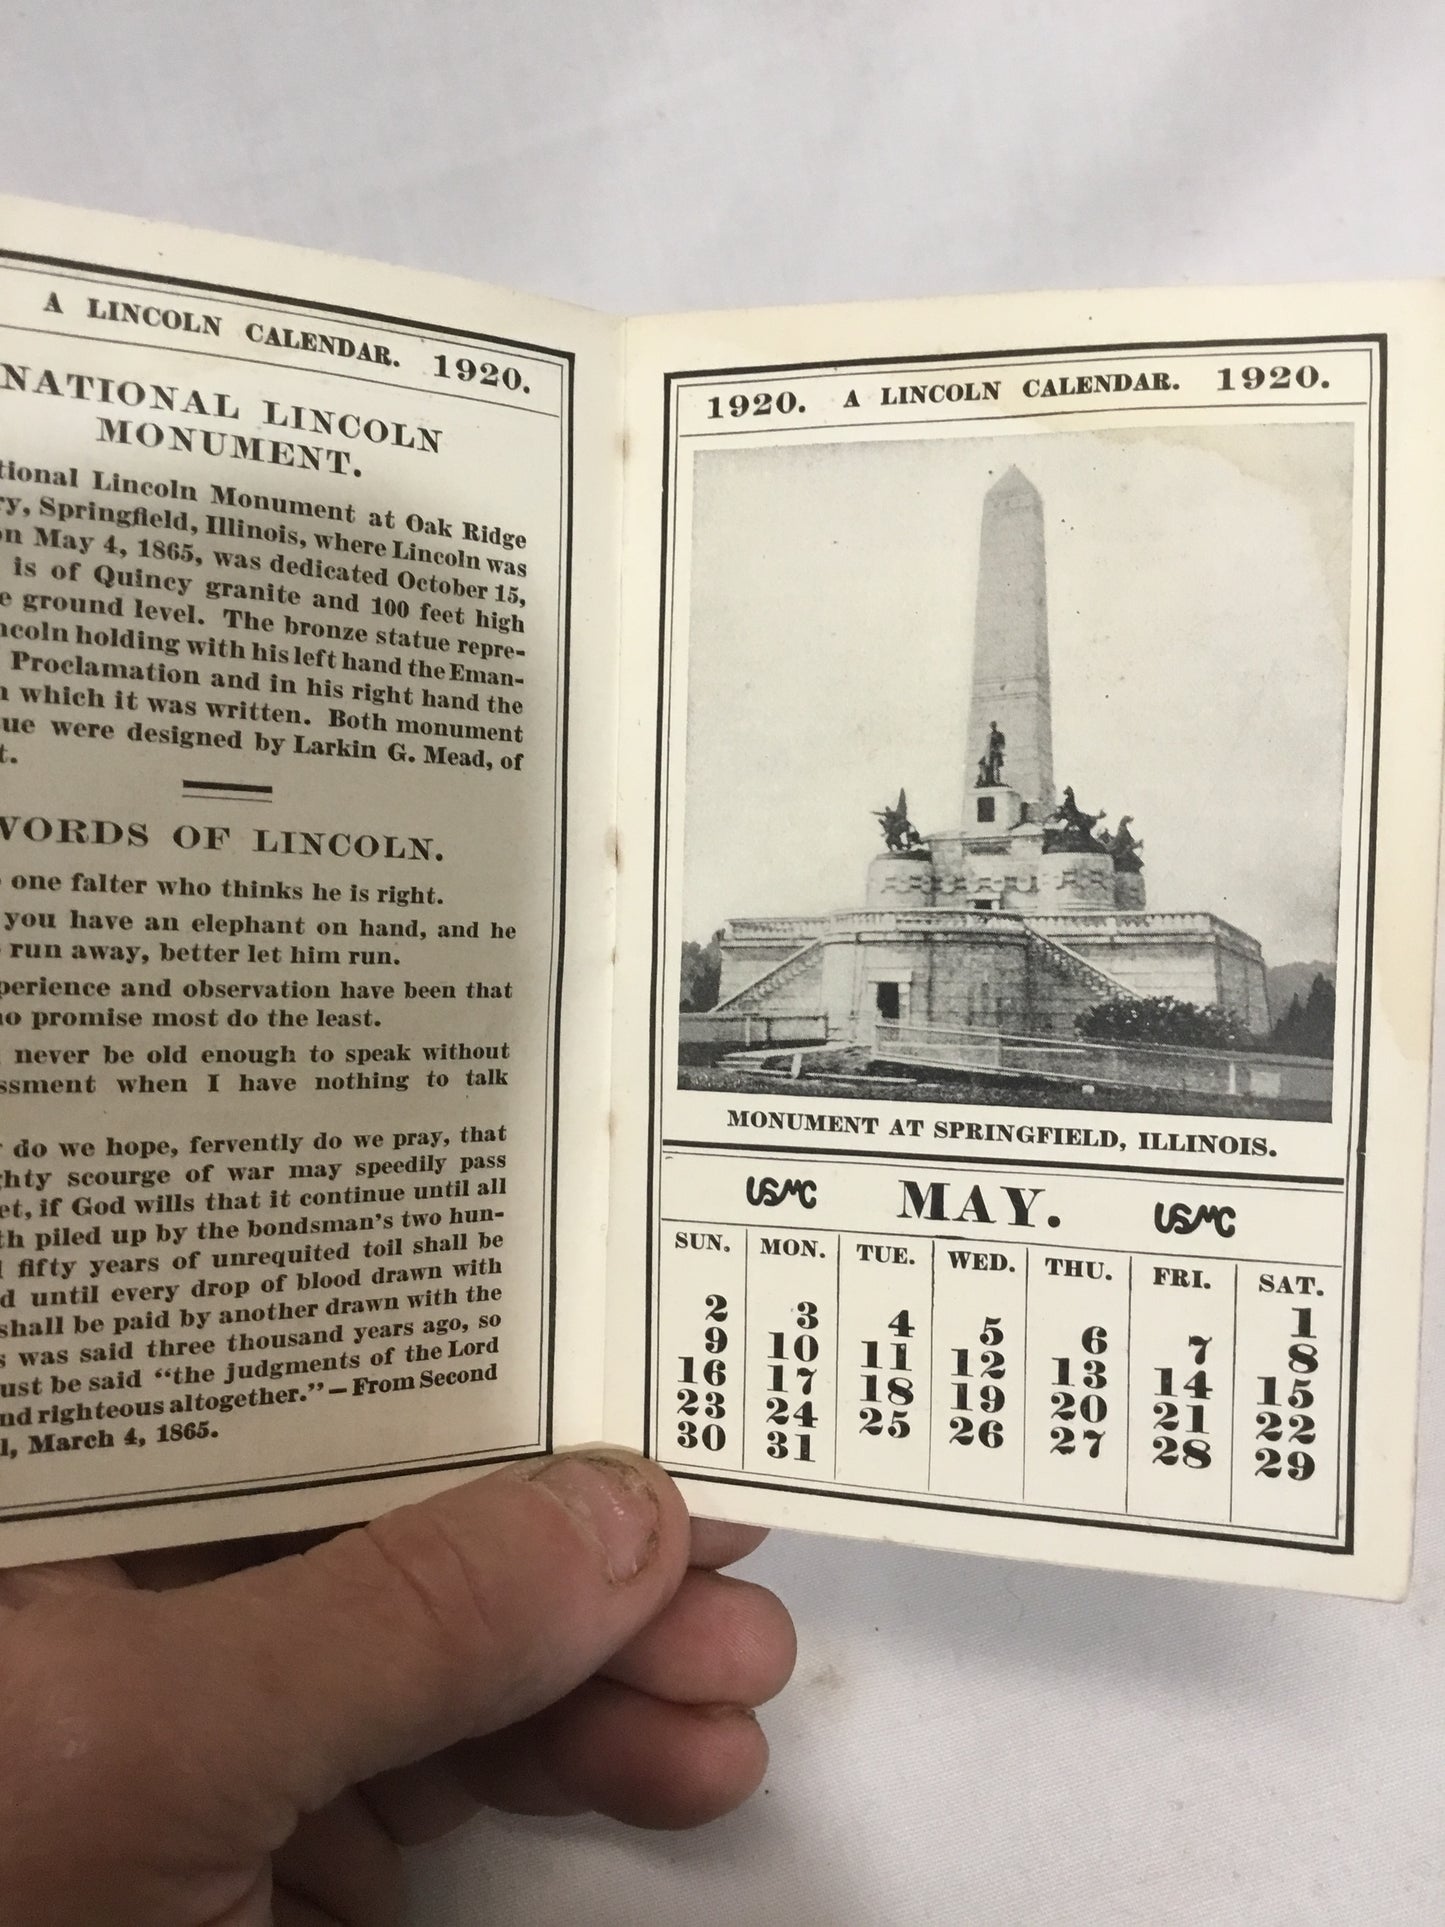 A LINCOLN CALENDAR. 1920.
NATIONAL LINCOLN
MONUMENT.
Lincoln Monument at Oak Ridge
Springfield, Illinois, where Lincoln was
May 4, 1865, was dedicated October 15,
is of Quincy granite and 100 feet high
ground level. The bronze statue repre-
holding with his left hand the Eman-
Proclamation and in his right hand the
which it was written. Both monument
were designed by Larkin G. Mead, of
WORDS OF LINCOLN.
one falter who thinks he is right.
you have an elephant on hand, and he
run away, better let him run.
and observation have been that
promise most do the least.
never be old enough to speak without
when I have nothing to talk
do we hope, fervently do we pray, that
scourge of war may speedily pass
if God wills that it continue until all
piled up by the bondsman's two hun-
fifty years of unrequited toil shall be
until every drop of blood drawn with
shall be paid by another drawn with the
was said three thousand years ago, so
be said "the judgments of the Lord
righteous altogether."—From Second
March 4, 1865.
1920. A LINCOLN CALENDAR. 1920.
MONUMENT AT SPRINGFIELD, ILLINOIS.
USMC MAY. USMC
SUN. MON. TUE. WED. THU. FRI. SAT.
1
2 3 4 5 6 7 8
9 10 11 12 13 14 15
16 17 18 19 20 21 22
23 24 25 26 27 28 29
30 31